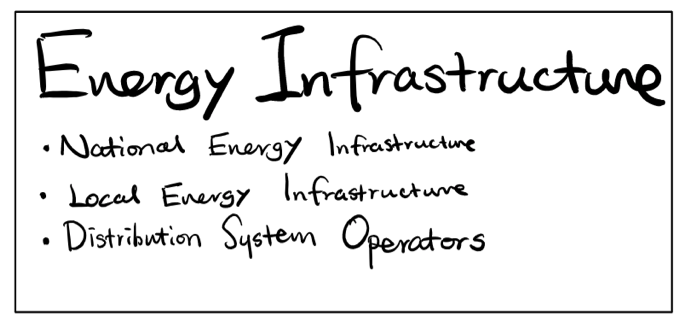 Energy Infrastructure
• National Energy Infrastructure
• Local Energy Infrastructure
• Distribution System Operators